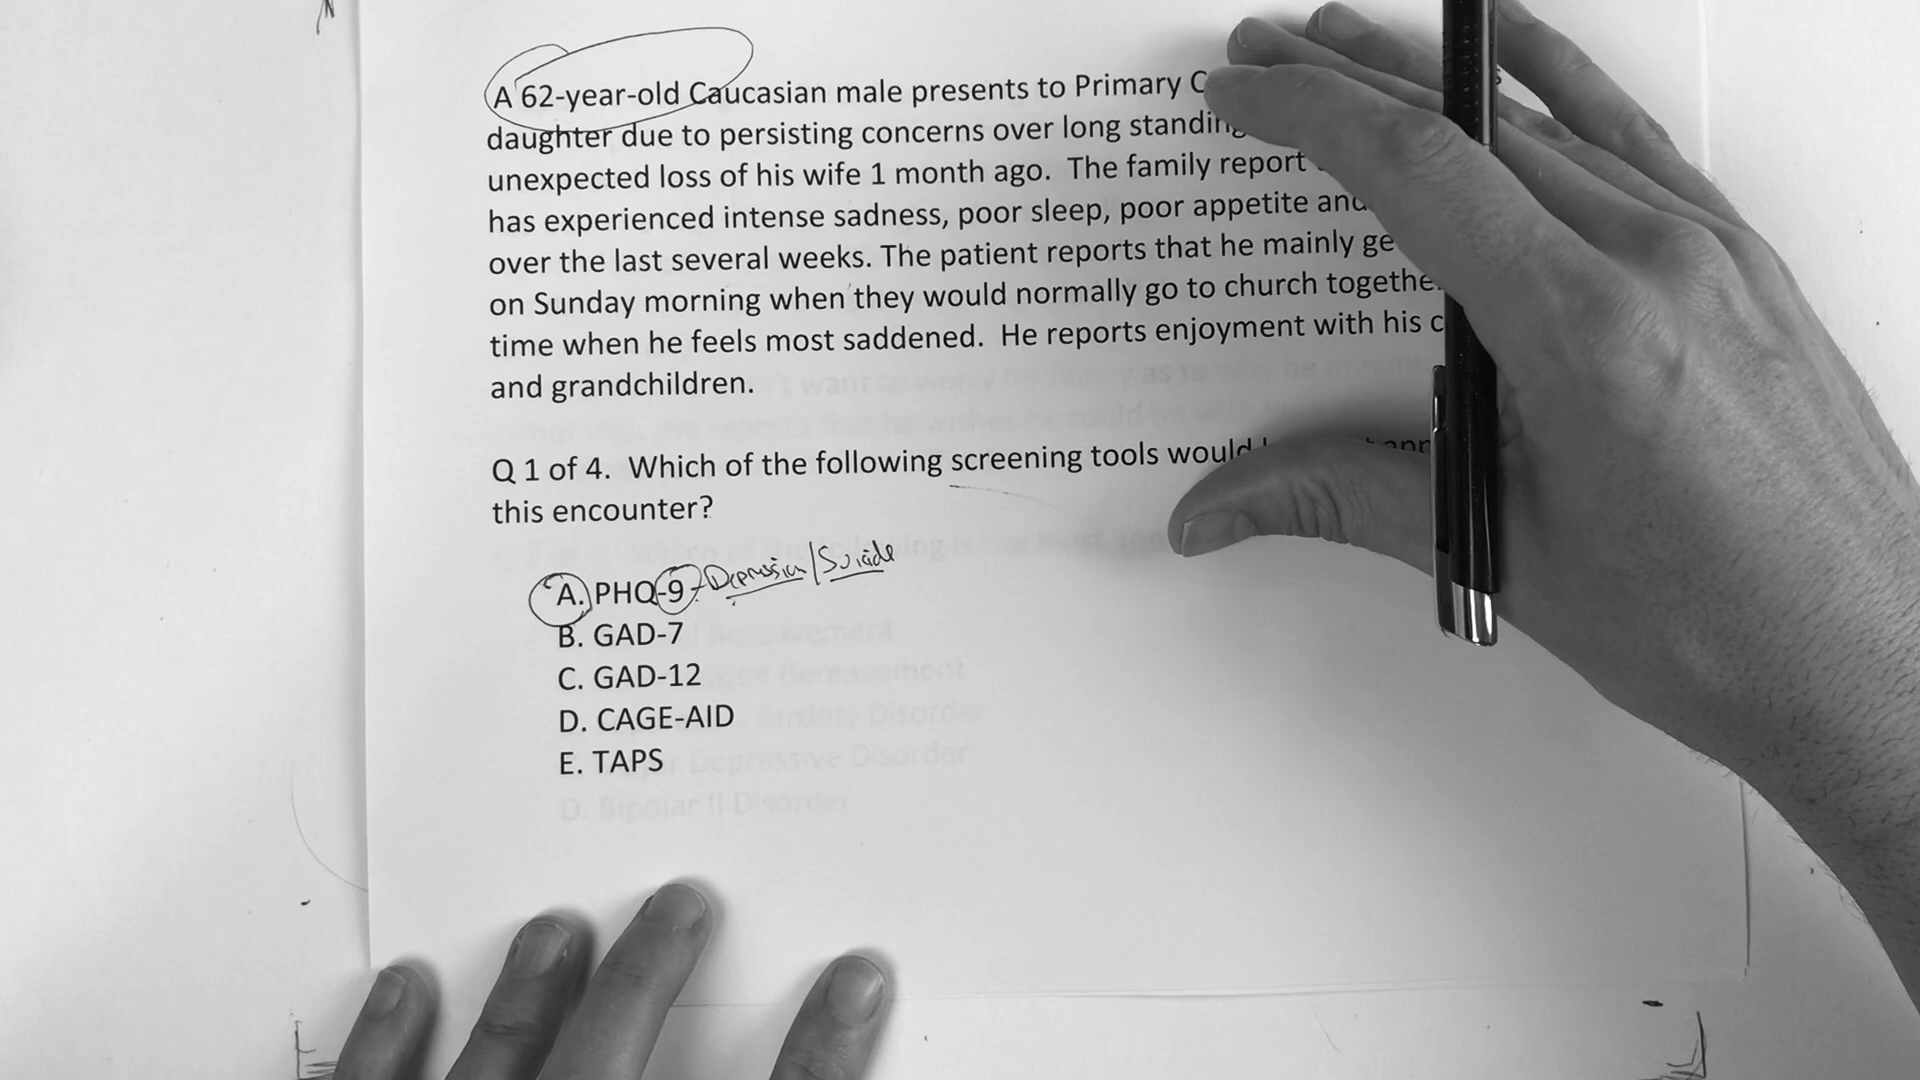 A 62-year-old Caucasian male presents to Primary C
daughter due to persisting concerns over long standing
unexpected loss of his wife 1 month ago. The family report
has experienced intense sadness, poor sleep, poor appetite and
over the last several weeks. The patient reports that he mainly ge
on Sunday morning when they would normally go to church together
time when he feels most saddened. He reports enjoyment with his c
and grandchildren.
Q 1 of 4. Which of the following screening tools would
this encounter?
A. PHQ-9 - Depression/Suicide
B. GAD-7
C. GAD-12
D. CAGE-AID
E. TAPS